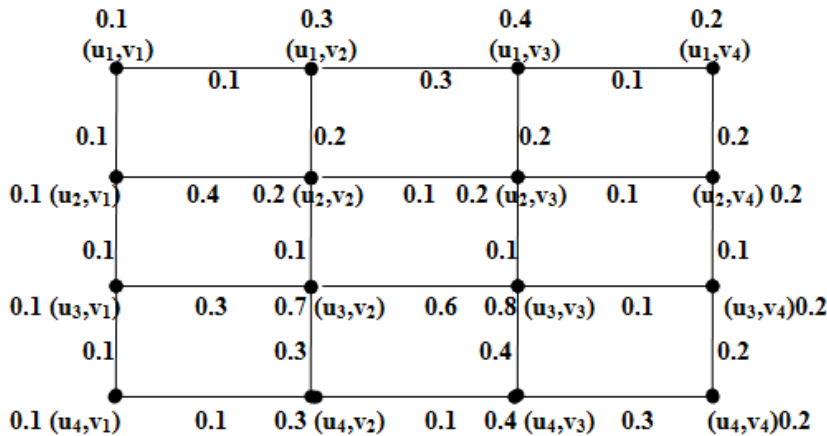 0.1 0.3 0.4 0.2
(u₁,v₁) (u₁,v₂) (u₁,v₃) (u₁,v₄)
0.1 0.3 0.1
0.1 0.2 0.2 0.2
0.1 (u₂,v₁) 0.4 0.2 (u₂,v₂) 0.1 0.2 (u₂,v₃) 0.1 (u₂,v₄) 0.2
0.1 0.1 0.1 0.1
0.1 (u₃,v₁) 0.3 0.7 (u₃,v₂) 0.6 0.8 (u₃,v₃) 0.1 (u₃,v₄)0.2
0.1 0.3 0.4 0.2
0.1 (u₄,v₁) 0.1 0.3 (u₄,v₂) 0.1 0.4 (u₄,v₃) 0.3 (u₄,v₄)0.2